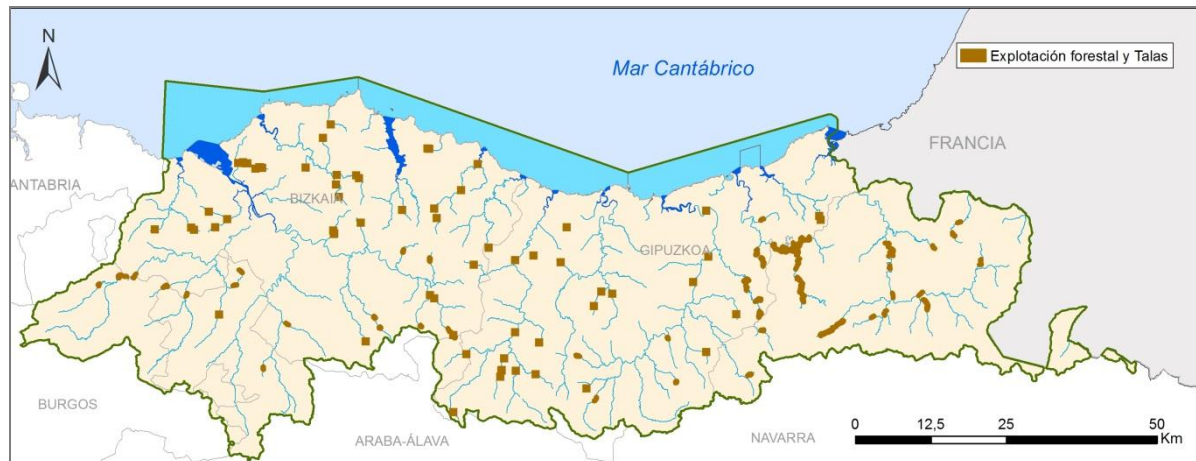 N
Mar Cantábrico
Explotación forestal y Talas
FRANCIA
ANTABRIA
BIZKAIA
GIPUZKOA
BURGOS
ARABA-ÁLAVA
NAVARRA
0 12,5 25 50
Km